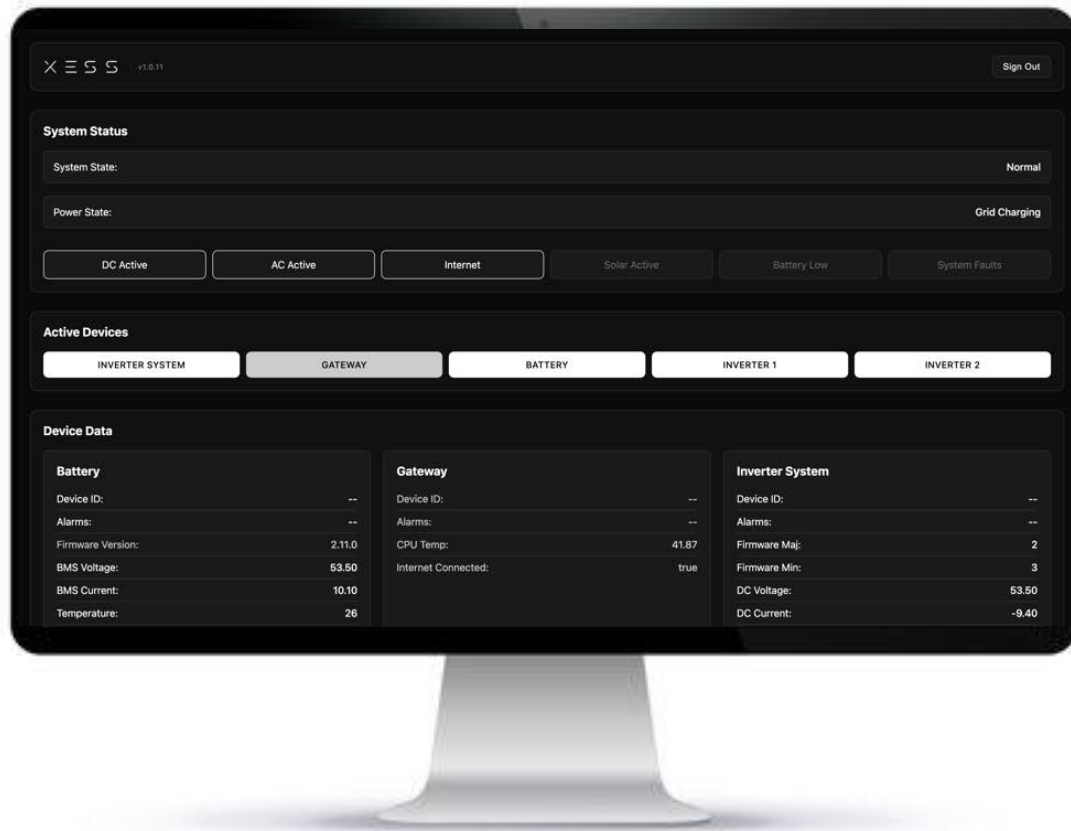 XESS v1.0.11 Sign Out
System Status
System State: Normal
Power State: Grid Charging
DC Active AC Active Internet Solar Active Battery Low System Faults
Active Devices
INVERTER SYSTEM GATEWAY BATTERY INVERTER 1 INVERTER 2
Device Data
Battery
Device ID: --
Alarms: --
Firmware Version: 2.11.0
BMS Voltage: 53.50
BMS Current: 10.10
Temperature: 26
Gateway
Device ID: --
Alarms: --
CPU Temp: 41.87
Internet Connected: true
Inverter System
Device ID: --
Alarms: --
Firmware Maj: 2
Firmware Min: 3
DC Voltage: 53.50
DC Current: -9.40